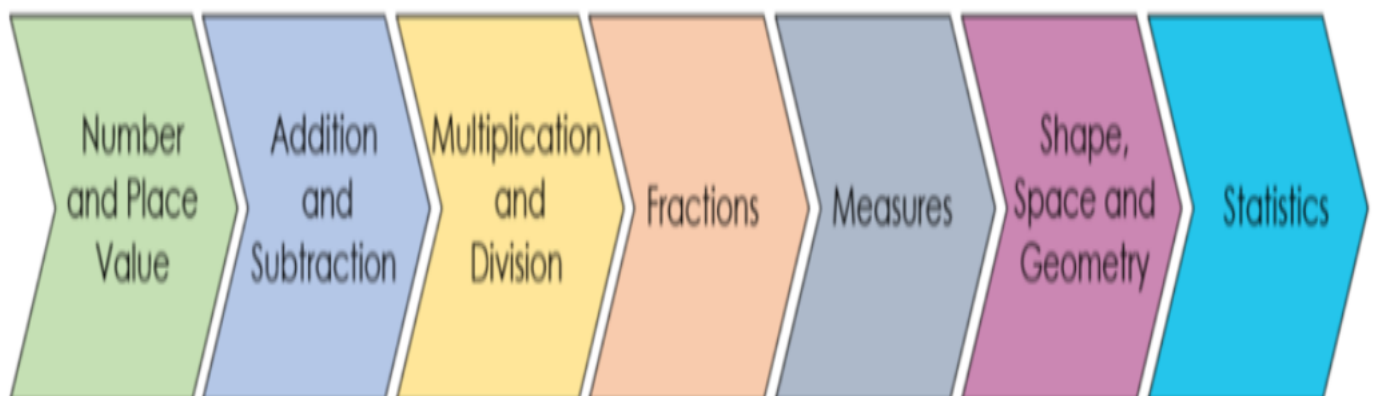 Number
and Place
Value
Addition
and
Subtraction
Multiplication
and
Division
Fractions
Measures
Shape,
Space and
Geometry
Statistics